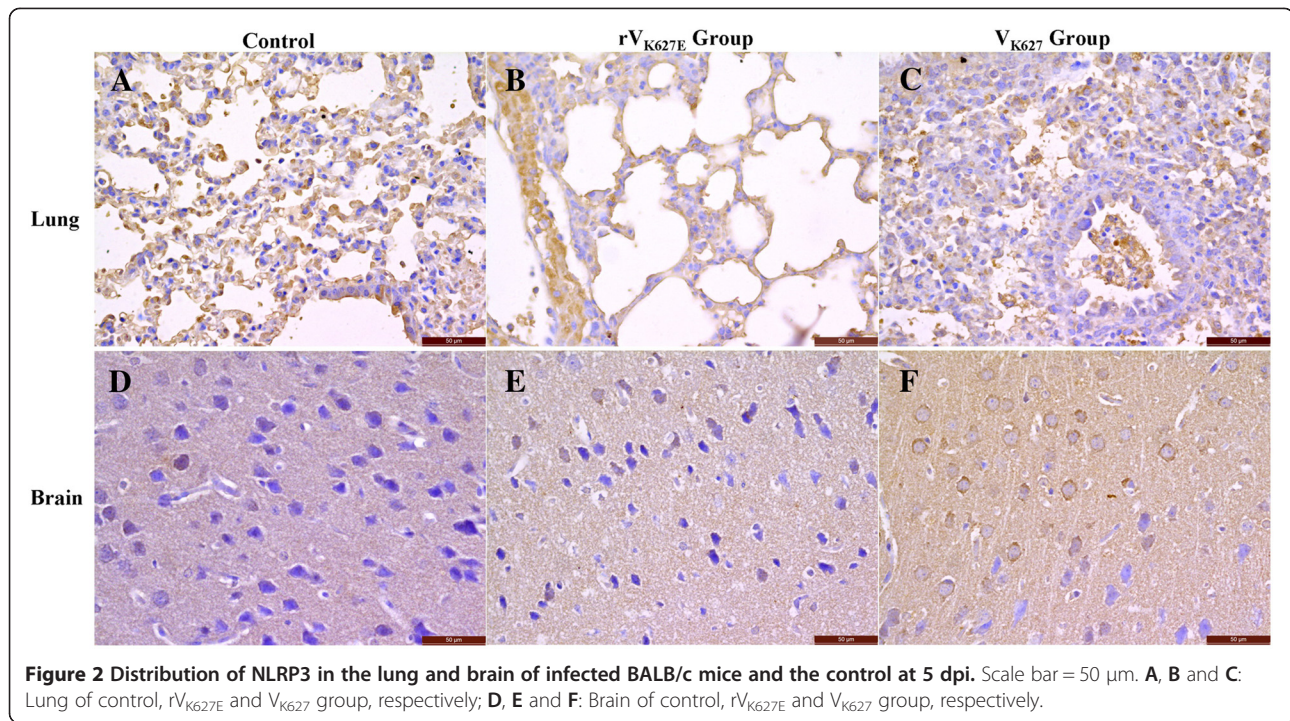 Control
rVK627E Group
VK627 Group
A
B
C
Lung
50 µm
50 µm
50 µm
D
E
F
Brain
50 µm
50 µm
50 µm
Figure 2 Distribution of NLRP3 in the lung and brain of infected BALB/c mice and the control at 5 dpi. Scale bar = 50 μm. A, B and C:
Lung of control, rVK627E and VK627 group, respectively; D, E and F: Brain of control, rVK627E and VK627 group, respectively.